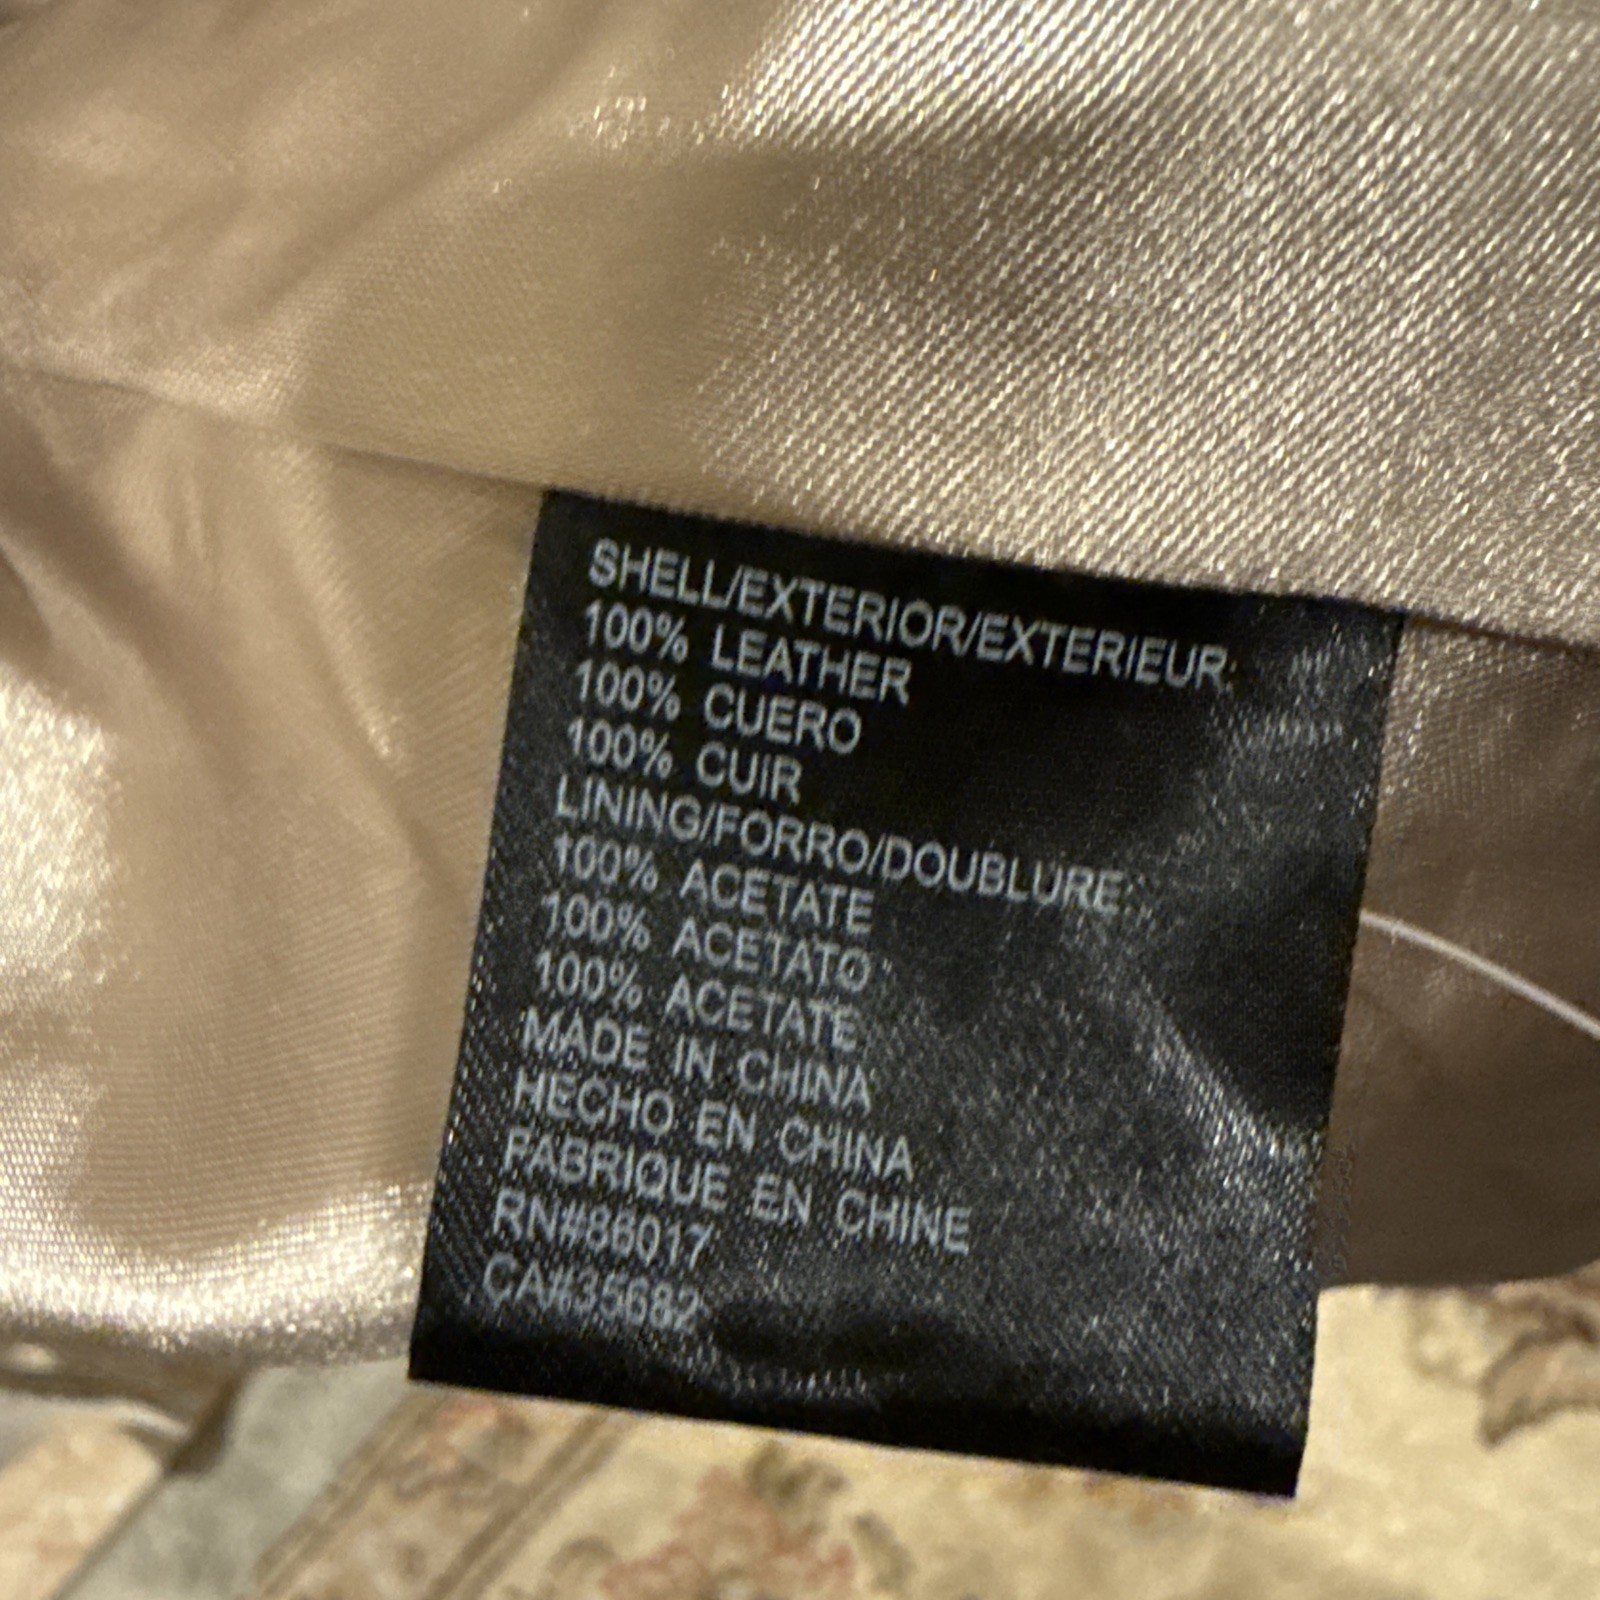 SHELL/EXTERIOR/EXTERIEUR:
100% LEATHER
100% CUERO
100% CUIR
LINING/FORRO/DOUBLURE:
100% ACETATE
100% ACETATO
100% ACETATE
MADE IN CHINA
HECHO EN CHINA
FABRIQUE EN CHINE
RN#86017
CA#35682